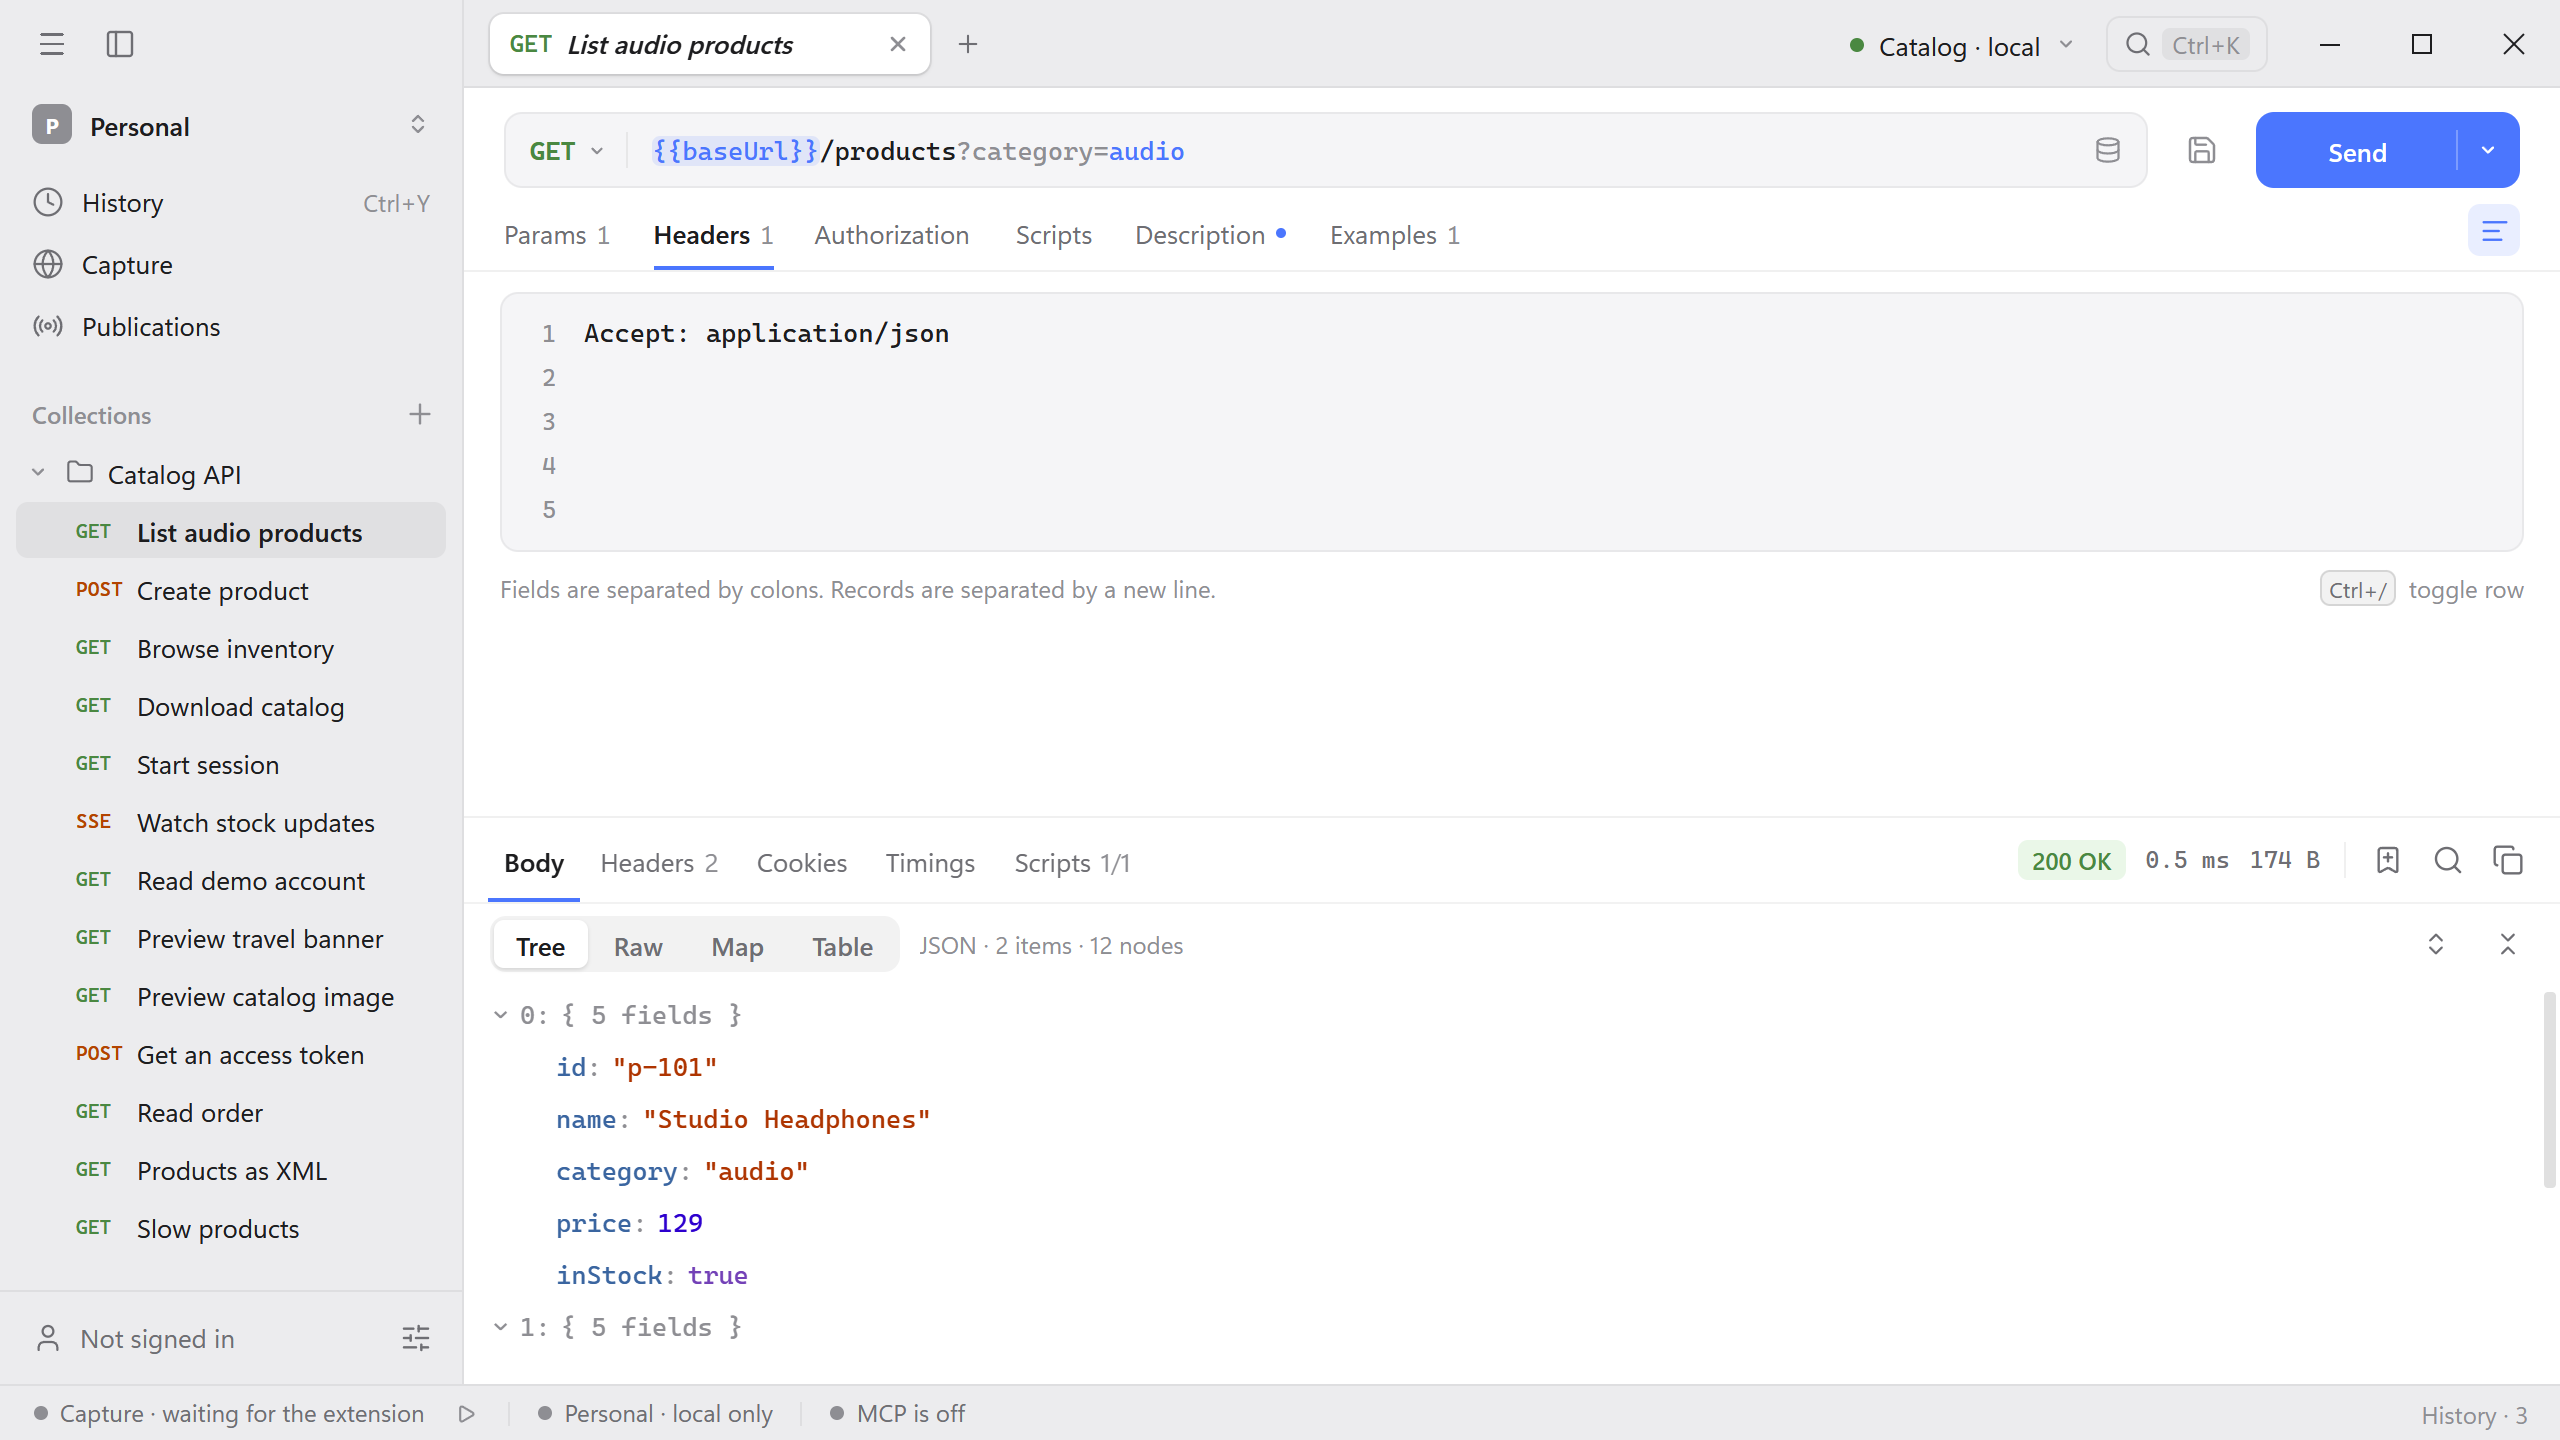 GET List audio products
Catalog · local
Ctrl+K
P Personal
History Ctrl+Y
Capture
Publications
Collections
Catalog API
GET List audio products
POST Create product
GET Browse inventory
GET Download catalog
GET Start session
SSE Watch stock updates
GET Read demo account
GET Preview travel banner
GET Preview catalog image
POST Get an access token
GET Read order
GET Products as XML
GET Slow products
Not signed in
GET {{baseUrl}}/products?category=audio
Send
Params 1 Headers 1 Authorization Scripts Description Examples 1
1 Accept: application/json
2
3
4
5
Fields are separated by colons. Records are separated by a new line.
Ctrl+/ toggle row
Body Headers 2 Cookies Timings Scripts 1/1
200 OK 0.5 ms 174 B
Tree Raw Map Table JSON · 2 items · 12 nodes
0: { 5 fields }
id: "p-101"
name: "Studio Headphones"
category: "audio"
price: 129
inStock: true
1: { 5 fields }
Capture · waiting for the extension
Personal · local only
MCP is off
History · 3